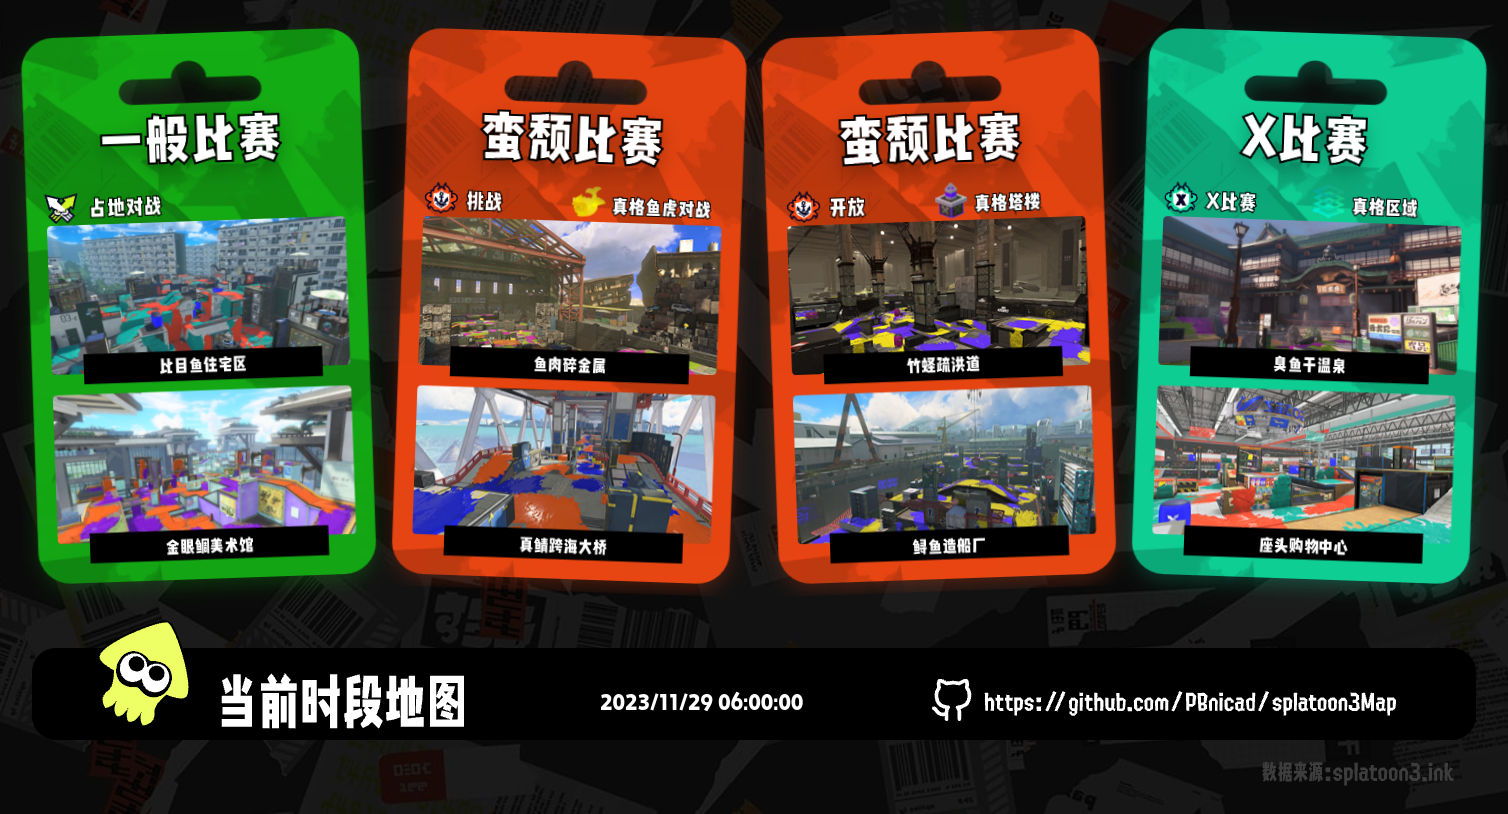 一般比赛
占地对战
比目鱼住宅区
金眼鲷美术馆
蛮颓比赛
挑战
真格鱼虎对战
鱼肉碎金属
真鲭跨海大桥
蛮颓比赛
开放
真格塔楼
竹蛏疏洪道
鲟鱼造船厂
X比赛
X比赛
真格区域
臭鱼干温泉
座头购物中心
当前时段地图
2023/11/29 06:00:00
https://github.com/PBnicad/splatoon3Map
数据来源:splatoon3.ink